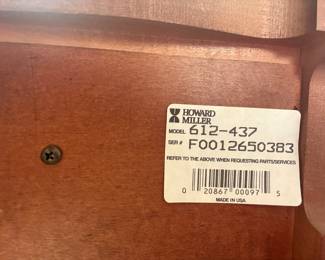 HOWARD
MILLER
MODEL 612-437
SER # F0012650383
REFER TO THE ABOVE WHEN REQUESTING PARTS/SERVICES
0 20867 00097 5
MADE IN USA